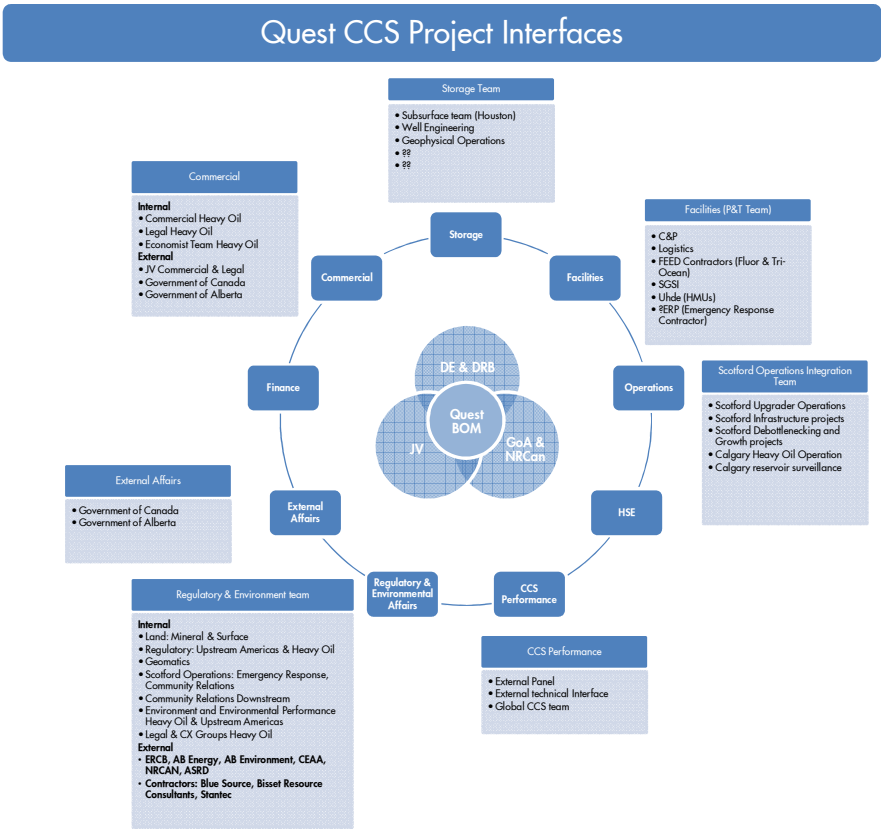 Quest CCS Project Interfaces
Storage Team
• Subsurface team (Houston)
• Well Engineering
• Geophysical Operations
• ??
• ??
Commercial
Internal
• Commercial Heavy Oil
• Legal Heavy Oil
• Economist Team Heavy Oil
External
• JV Commercial & Legal
• Government of Canada
• Government of Alberta
Facilities (P&T Team)
• C&P
• Logistics
• FEED Contractors (Fluor & Tri-
Ocean)
• SGSI
• Uhde (HMUs)
• ?ERP (Emergency Response
Contractor)
Scotford Operations Integration
Team
• Scotford Upgrader Operations
• Scotford Infrastructure projects
• Scotford Debottlenecking and
Growth projects
• Calgary Heavy Oil Operation
• Calgary reservoir surveillance
Storage
Facilities
Operations
HSE
CCS
Performance
Regulatory &
Environmental
Affairs
External
Affairs
Finance
Commercial
DE & DRB
Quest
BOM
JV
GoA &
NRCan
External Affairs
• Government of Canada
• Government of Alberta
Regulatory & Environment team
Internal
• Land: Mineral & Surface
• Regulatory: Upstream Americas & Heavy Oil
• Geomatics
• Scotford Operations: Emergency Response,
Community Relations
• Community Relations Downstream
• Environment and Environmental Performance
Heavy Oil & Upstream Americas
• Legal & CX Groups Heavy Oil
External
• ERCB, AB Energy, AB Environment, CEAA,
NRCAN, ASRD
• Contractors: Blue Source, Bisset Resource
Consultants, Stantec
CCS Performance
• External Panel
• External technical Interface
• Global CCS team